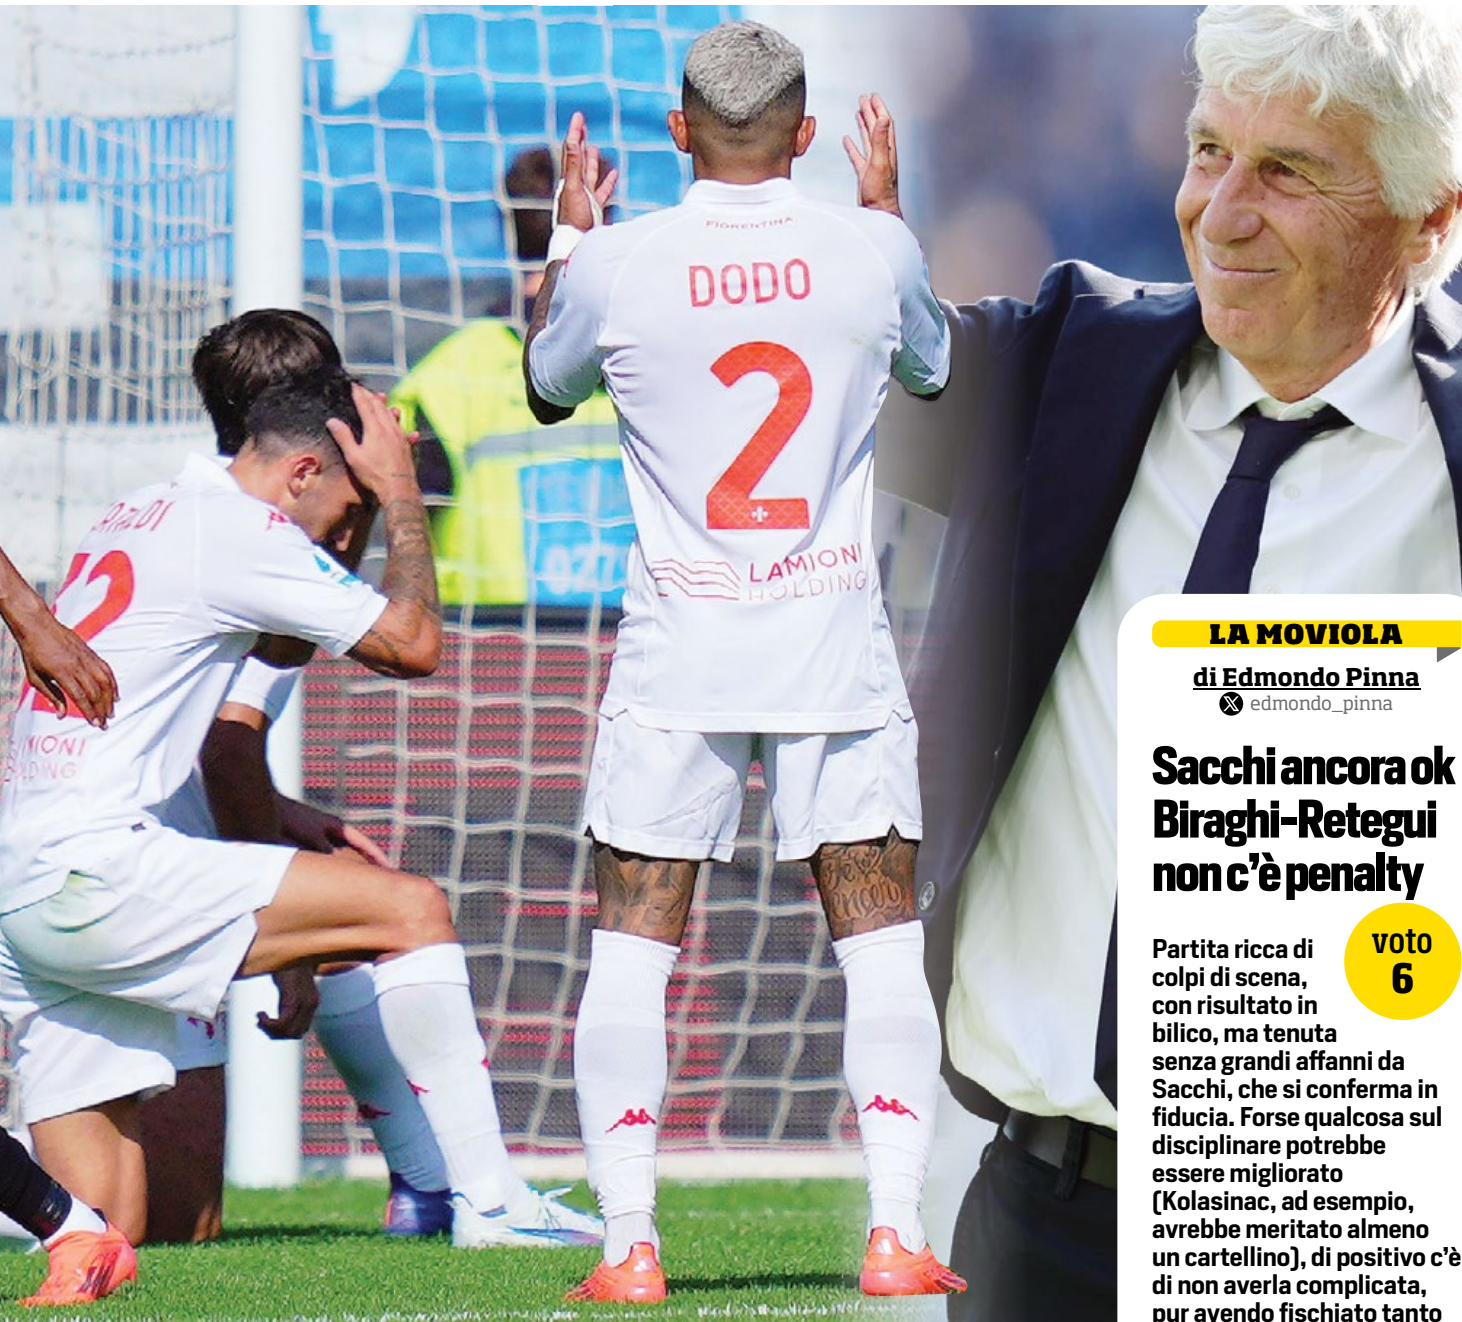 FIORENTINA
DODO
2
LAMIONI
HOLDING
LA MOVIOLA
di Edmondo Pinna
edmondo_pinna
Sacchi ancora ok
Biraghi-Retegui
non c'è penalty
voto
6
Partita ricca di
colpi di scena,
con risultato in
bilico, ma tenuta
senza grandi affanni da
Sacchi, che si conferma in
fiducia. Forse qualcosa sul
disciplinare potrebbe
essere migliorato
(Kolasinac, ad esempio,
avrebbe meritato almeno
un cartellino), di positivo c'è
di non averla complicata,
pur avendo fischiato tanto